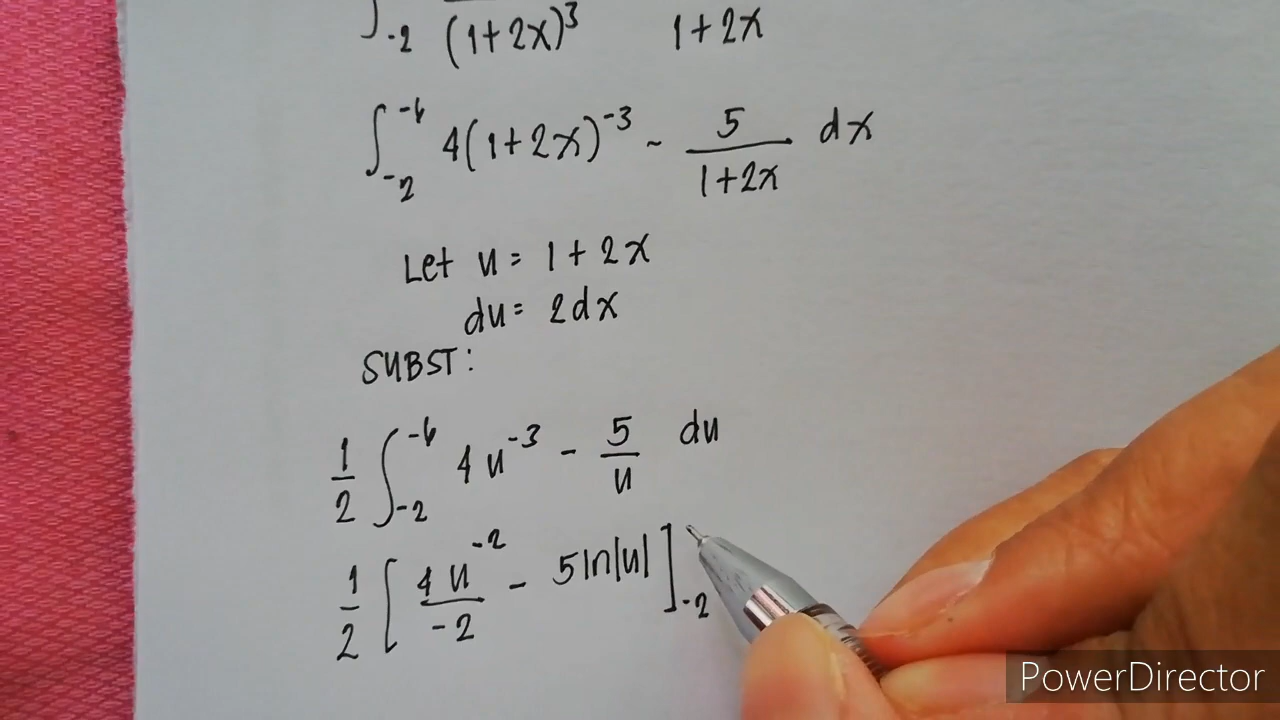 ∫₋₂ (1+2x)³ 1+2x
∫₋₂⁻⁶ 4(1+2x)⁻³ - 5/(1+2x) dx
Let u = 1+2x
du = 2dx
SUBST:
1/2 ∫₋₂⁻⁶ 4u⁻³ - 5/u du
1/2 [ 4u⁻²/-2 - 5ln|u| ]₋₂
PowerDirector